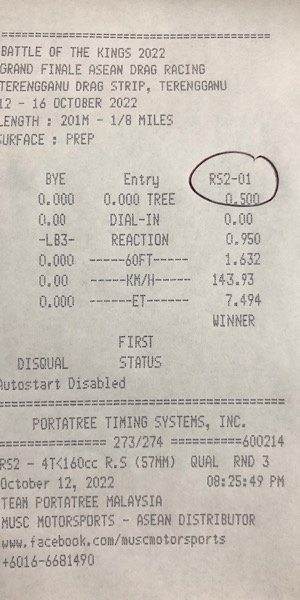 BATTLE OF THE KINGS 2022
GRAND FINALE ASEAN DRAG RACING
TERENGGANU DRAG STRIP, TERENGGANU
12 - 16 OCTOBER 2022
LENGTH : 201M - 1/8 MILES
SURFACE : PREP
BYE Entry RS2-01
0.000 0.000 TREE 0.500
0.00 DIAL-IN 0.00
-LB3- REACTION 0.950
0.000 ------60FT------ 1.632
0.00 ------KM/H------ 143.93
0.000 -------ET------- 7.494
WINNER
FIRST
DISQUAL STATUS
Autostart Disabled
PORTATREE TIMING SYSTEMS, INC.
=============== 273/274 ==========600214
RS2 - 4T<160cc R.S (57MM) QUAL RND 3
October 12, 2022 08:25:49 PM
TEAM PORTATREE MALAYSIA
MUSC MOTORSPORTS - ASEAN DISTRIBUTOR
www.facebook.com/muscmotorsports
+6016-6681490